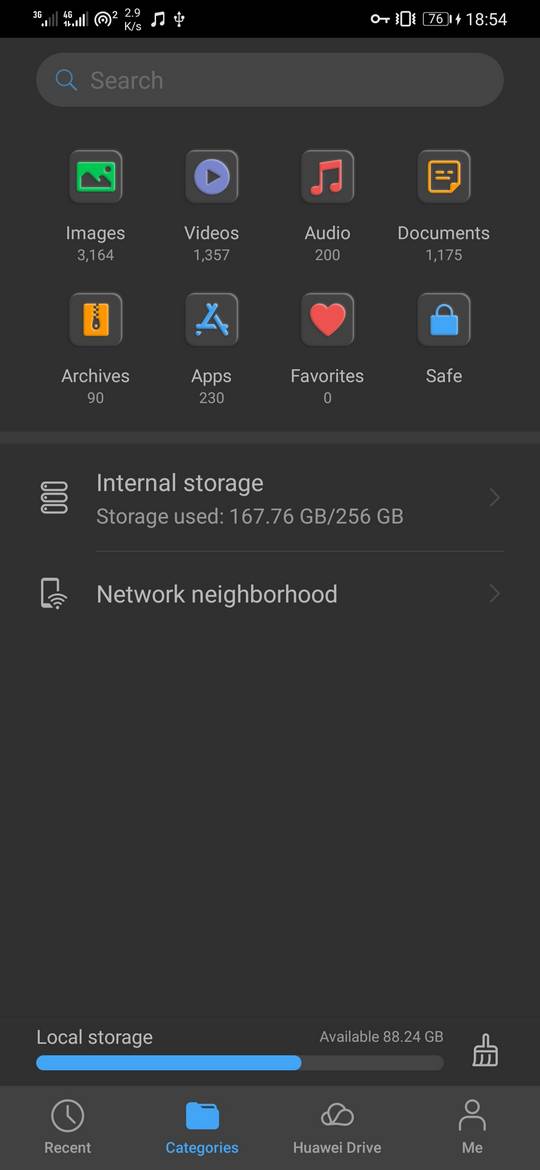 3G 4G 2 2.9 K/s 76 18:54
Search
Images Videos Audio Documents
3,164 1,357 200 1,175
Archives Apps Favorites Safe
90 230 0
Internal storage
Storage used: 167.76 GB/256 GB
Network neighborhood
Local storage Available 88.24 GB
Recent Categories Huawei Drive Me